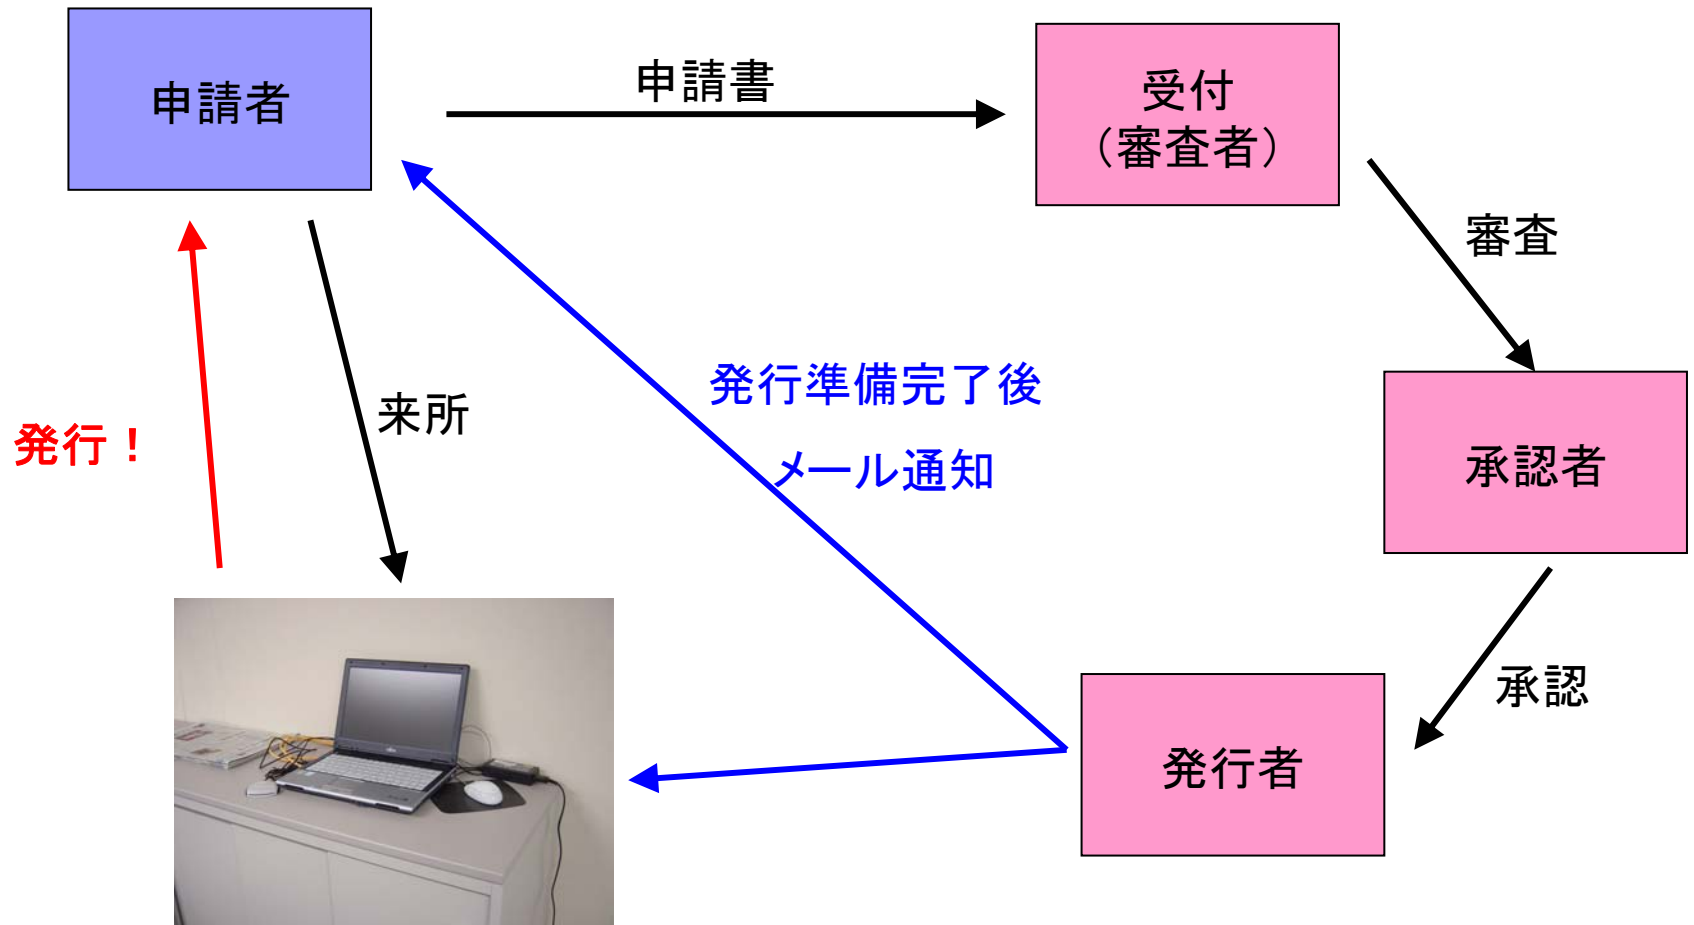 申請者
申請書
受付
（審査者）
審査
承認者
承認
発行者
発行準備完了後
メール通知
来所
発行！